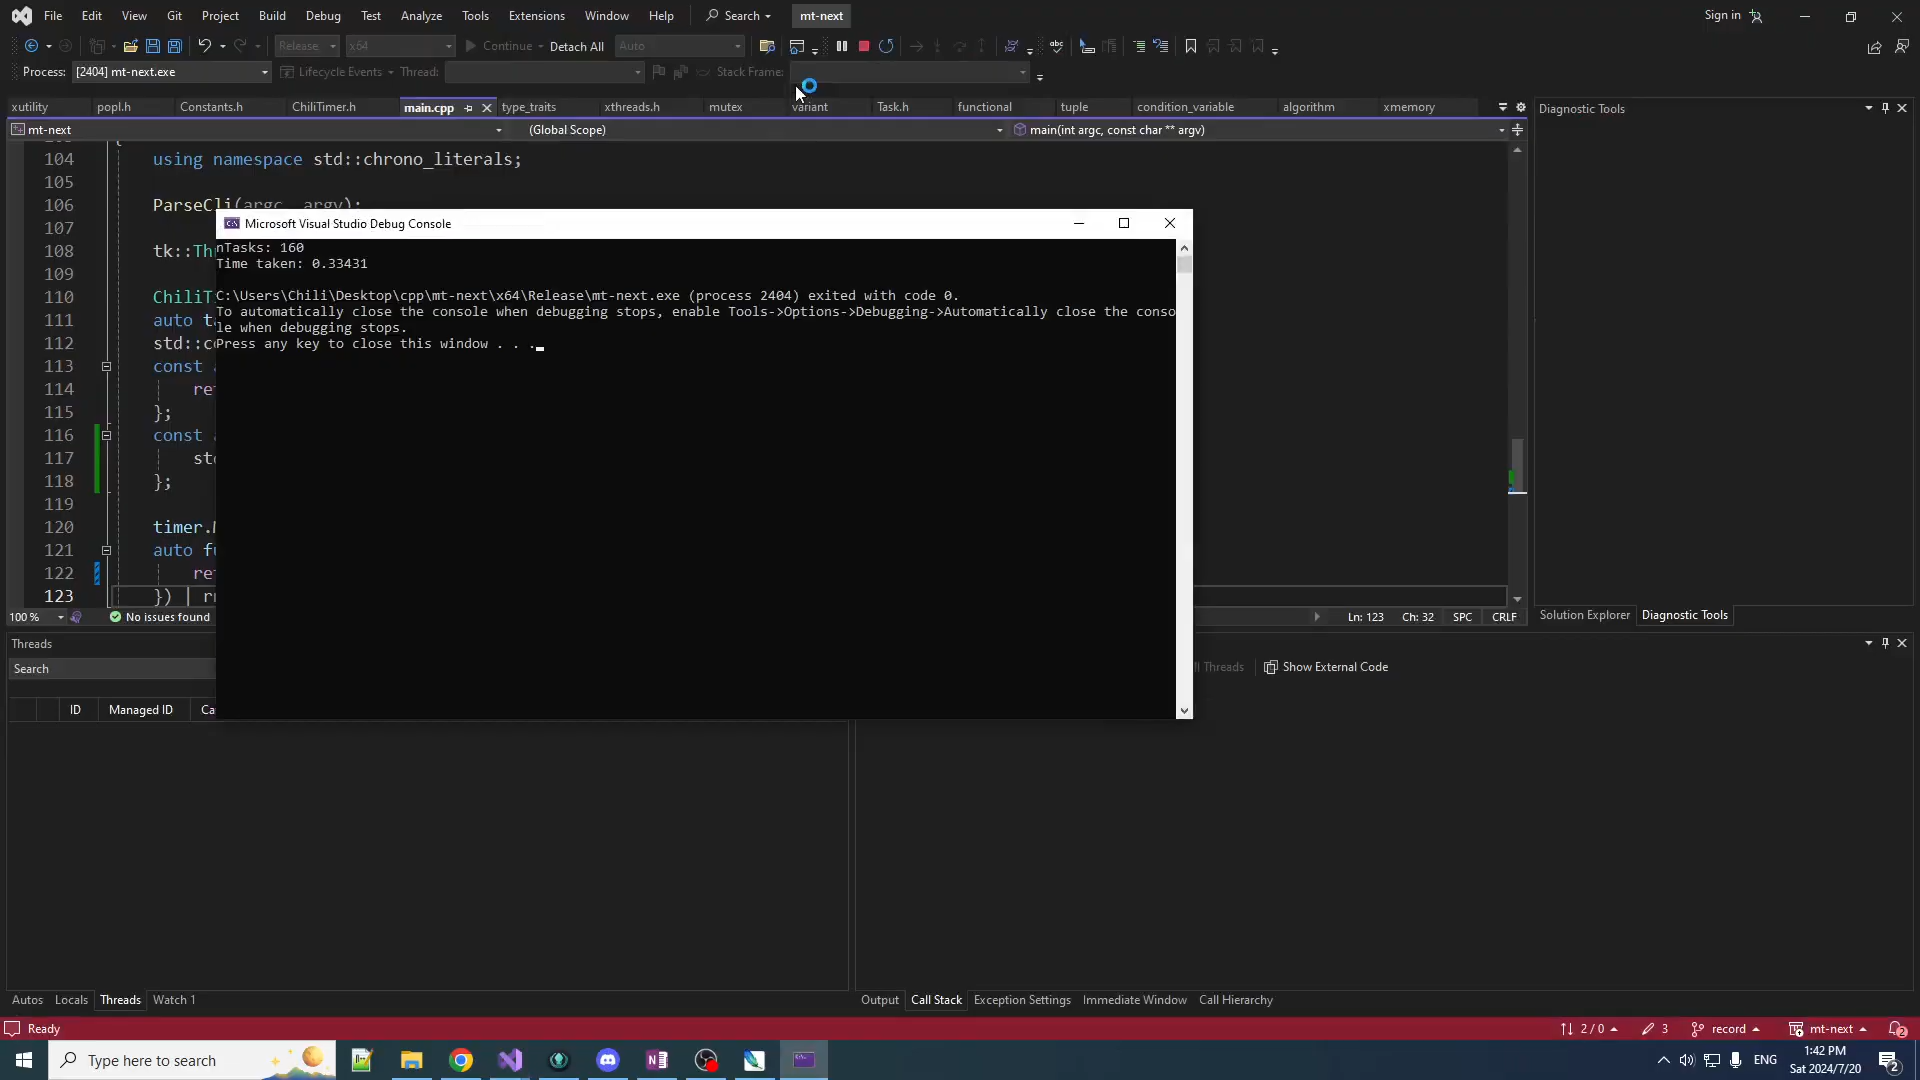 File Edit View Git Project Build Debug Test Analyze Tools Extensions Window Help Search mt-next Sign in
Release x64 Continue Detach All Auto
Process: [2404] mt-next.exe Lifecycle Events Thread: Stack Frame:
xutility popl.h Constants.h ChiliTimer.h main.cpp type_traits xthreads.h mutex variant Task.h functional tuple condition_variable algorithm xmemory Diagnostic Tools
mt-next (Global Scope) main(int argc, const char ** argv)
104 using namespace std::chrono_literals;
105
106 ParseCli(argc, argv);
107
108 tk::Th
109
110 ChiliT
111 auto t
112 std::c
113 const
114 re
115 };
116 const
117 st
118 };
119
120 timer.
121 auto f
122 re
123 }) | r
Microsoft Visual Studio Debug Console
nTasks: 160
Time taken: 0.33431
C:\Users\Chili\Desktop\cpp\mt-next\x64\Release\mt-next.exe (process 2404) exited with code 0.
To automatically close the console when debugging stops, enable Tools->Options->Debugging->Automatically close the conso
le when debugging stops.
Press any key to close this window . . .
100 % No issues found Ln: 123 Ch: 32 SPC CRLF Solution Explorer Diagnostic Tools
Threads
Search Threads Show External Code
ID Managed ID Ca
Autos Locals Threads Watch 1 Output Call Stack Exception Settings Immediate Window Call Hierarchy
Ready 2 / 0 3 record mt-next 2
Type here to search ENG 1:42 PM
Sat 2024/7/20 2